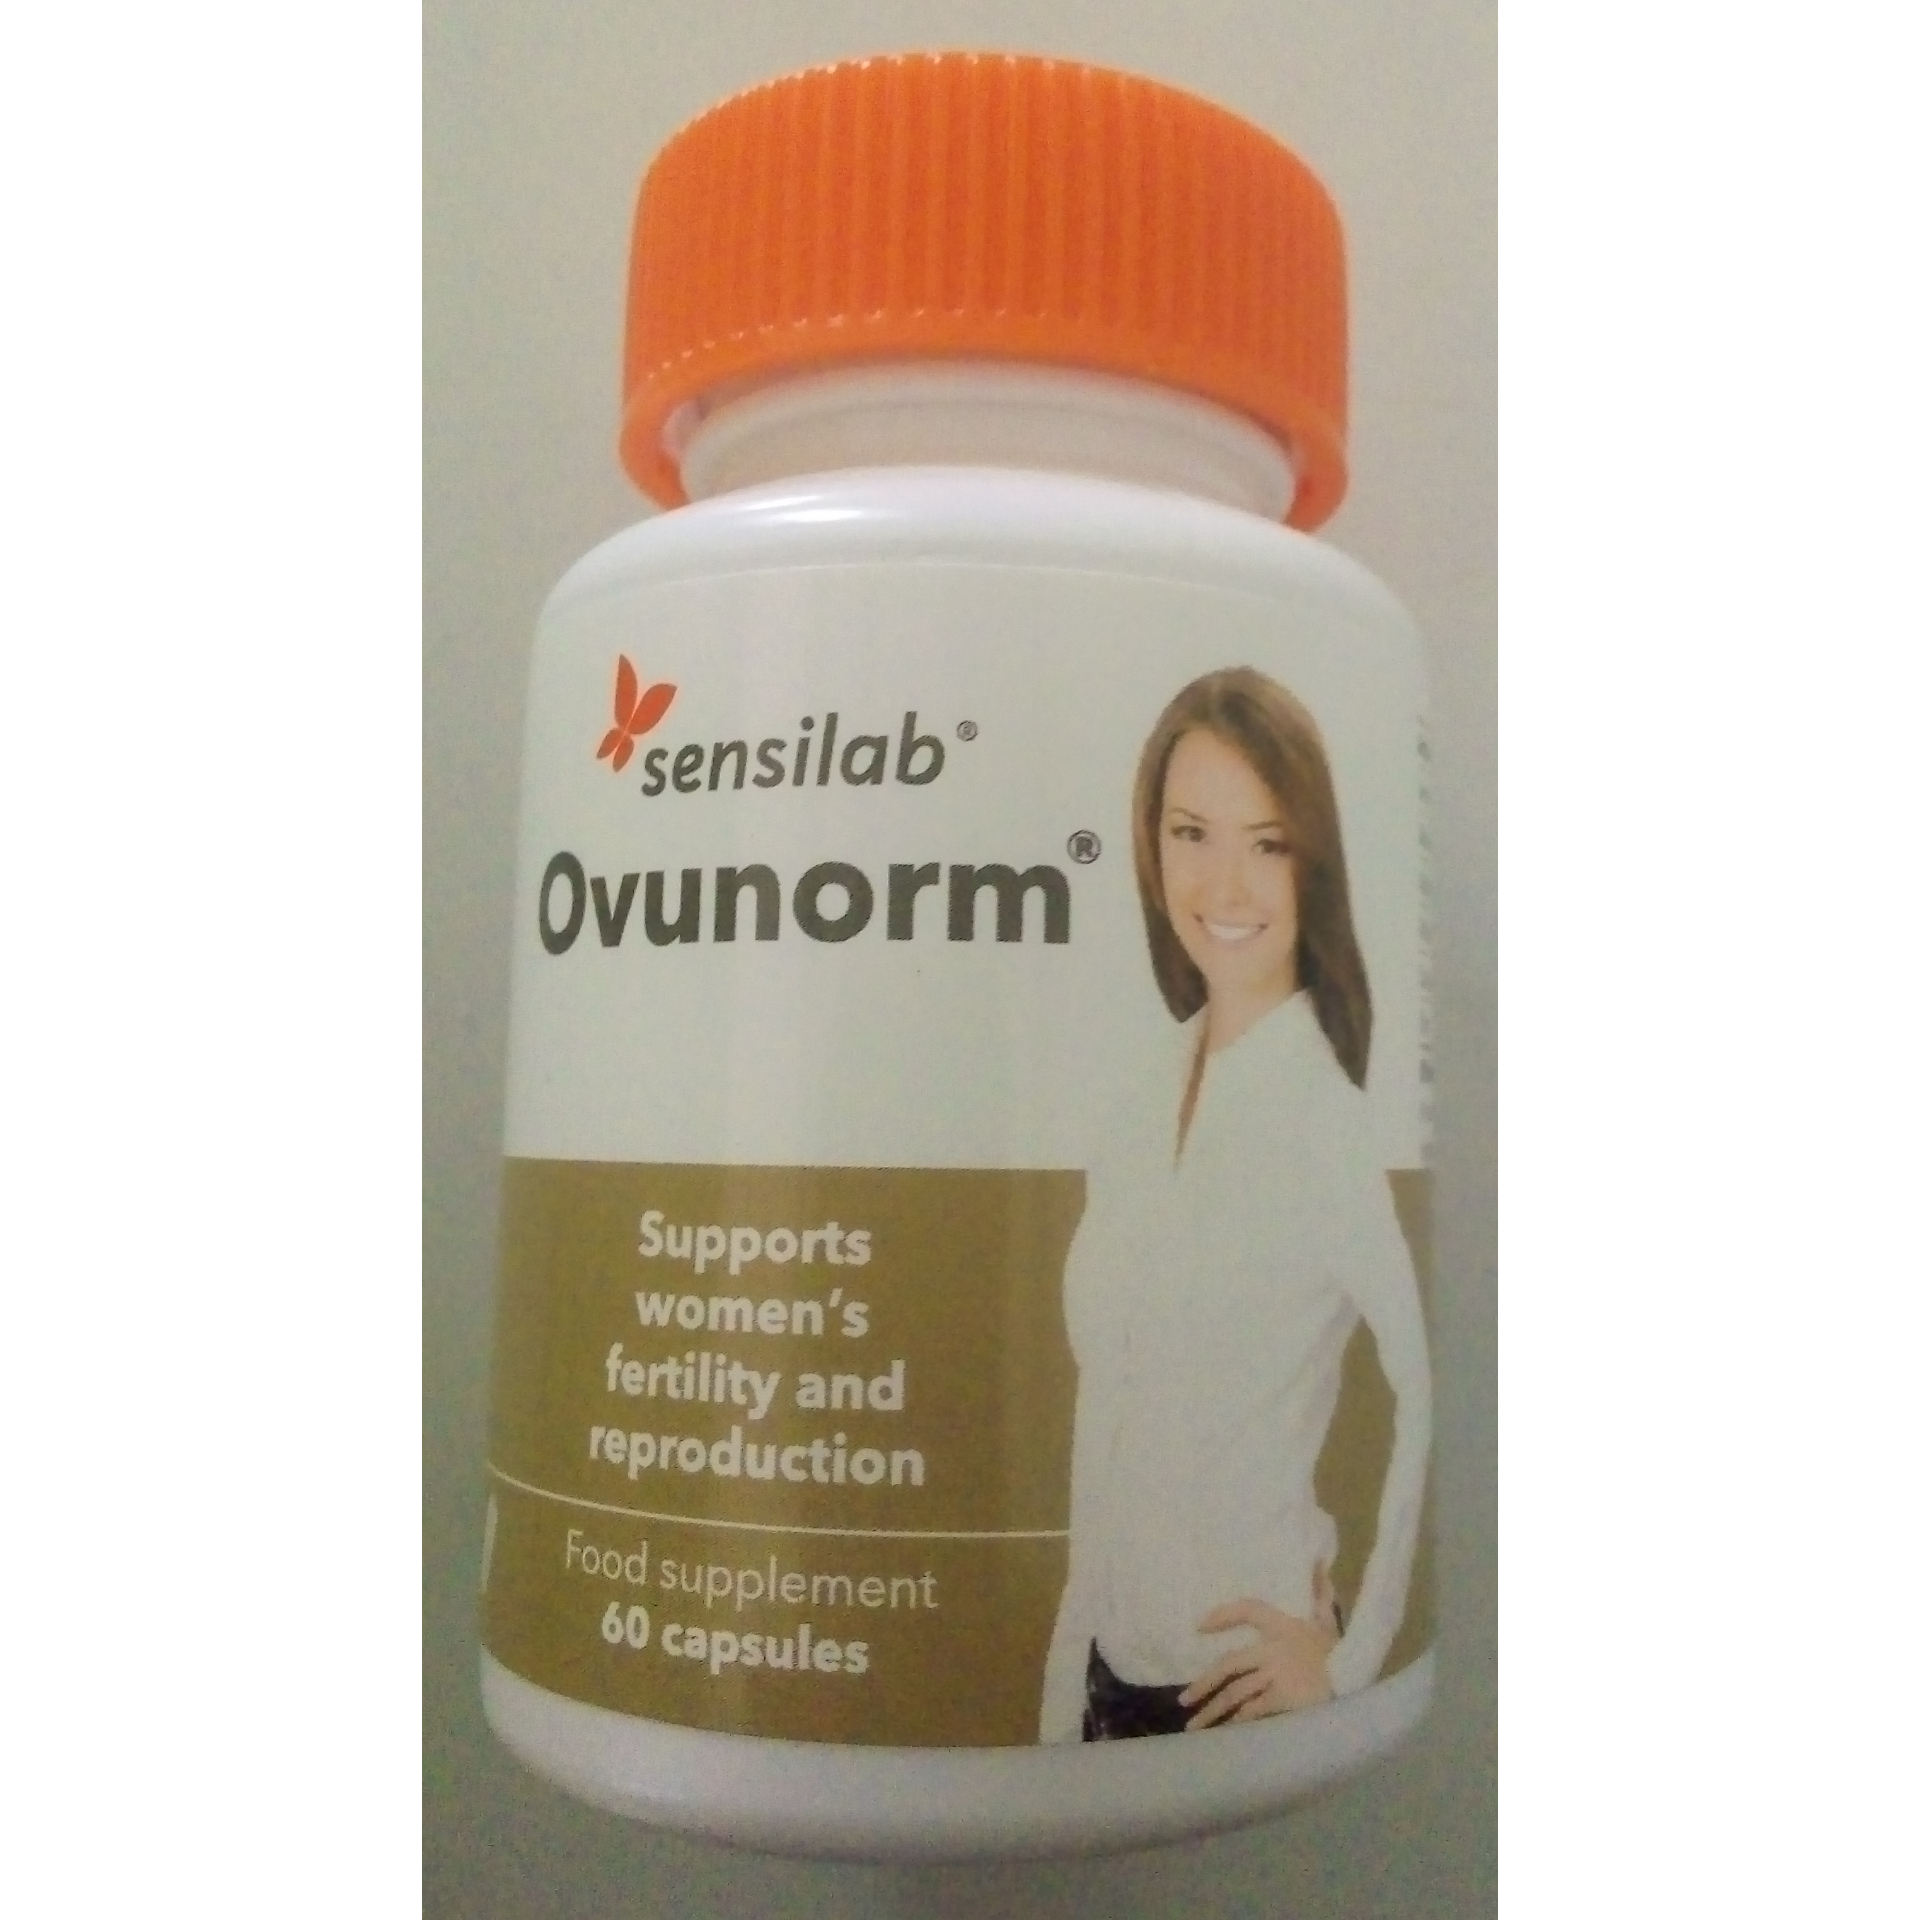 sensilab®
Ovunorm®
Supports
women's
fertility and
reproduction
Food supplement
60 capsules